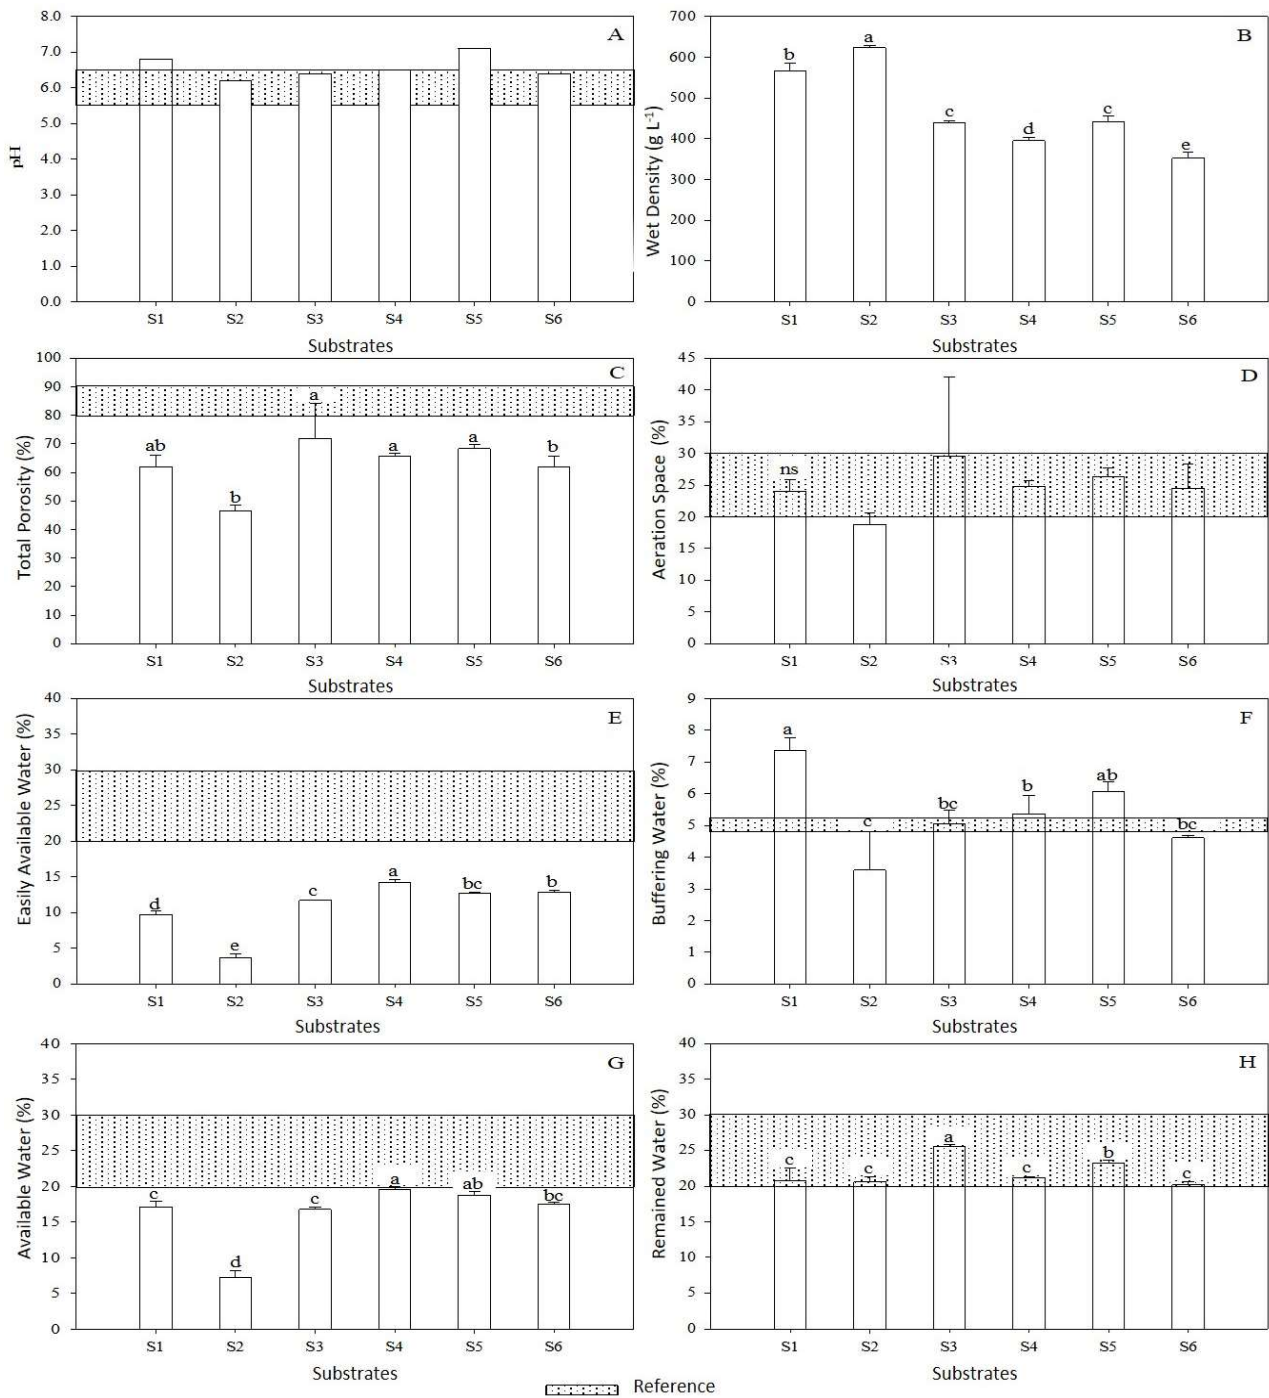 A
8.0
7.0
6.0
5.0
4.0
3.0
2.0
1.0
0.0
pH
S1 S2 S3 S4 S5 S6
Substrates
B
700
600
500
400
300
200
100
0
Wet Density (g L-1)
b a c d c e
S1 S2 S3 S4 S5 S6
Substrates
C
100
90
80
70
60
50
40
30
20
10
0
Total Porosity (%)
ab b a a a b
S1 S2 S3 S4 S5 S6
Substrates
D
45
40
35
30
25
20
15
10
5
0
Aeration Space (%)
ns
S1 S2 S3 S4 S5 S6
Substrates
E
40
35
30
25
20
15
10
5
0
Easily Available Water (%)
d e c a bc b
S1 S2 S3 S4 S5 S6
Substrates
F
9
8
7
6
5
4
3
2
1
0
Buffering Water (%)
a c bc b ab bc
S1 S2 S3 S4 S5 S6
Substrates
G
40
35
30
25
20
15
10
5
0
Available Water (%)
c d c a ab bc
S1 S2 S3 S4 S5 S6
Substrates
H
40
35
30
25
20
15
10
5
0
Remained Water (%)
c c a c b c
S1 S2 S3 S4 S5 S6
Substrates
Reference